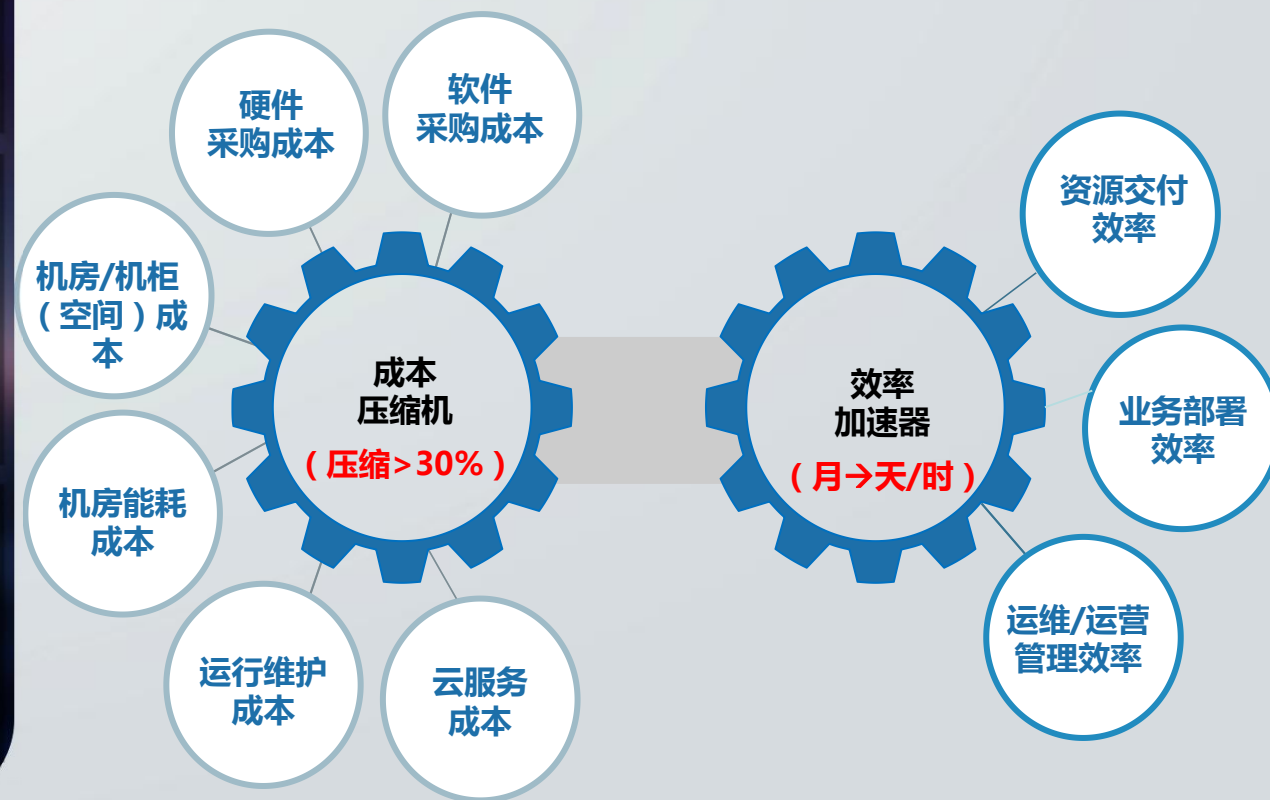 硬件
采购成本
软件
采购成本
机房/机柜
（空间）成
本
机房能耗
成本
运行维护
成本
云服务
成本
成本
压缩机
（压缩>30%）
效率
加速器
（月→天/时）
资源交付
效率
业务部署
效率
运维/运营
管理效率